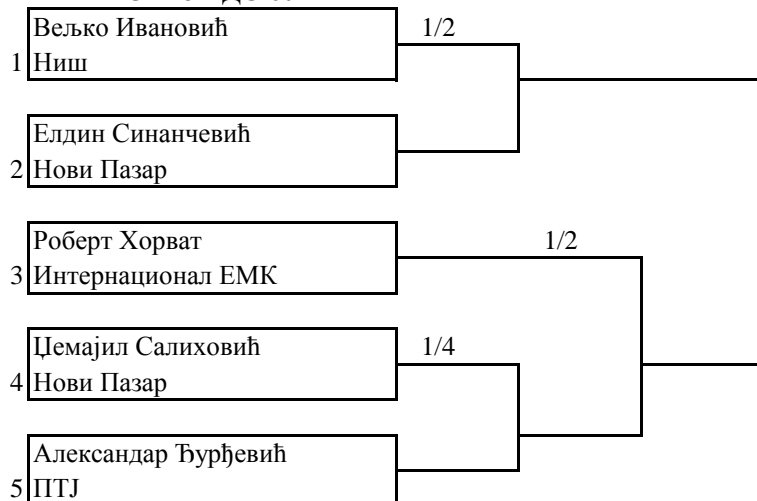 Вељко Ивановић
1/2
1 Ниш
Елдин Синанчевић
2 Нови Пазар
Роберт Хорват
1/2
3 Интернационал ЕМК
Џемајил Салиховић
1/4
4 Нови Пазар
Александар Ђурђевић
5 ПТЈ